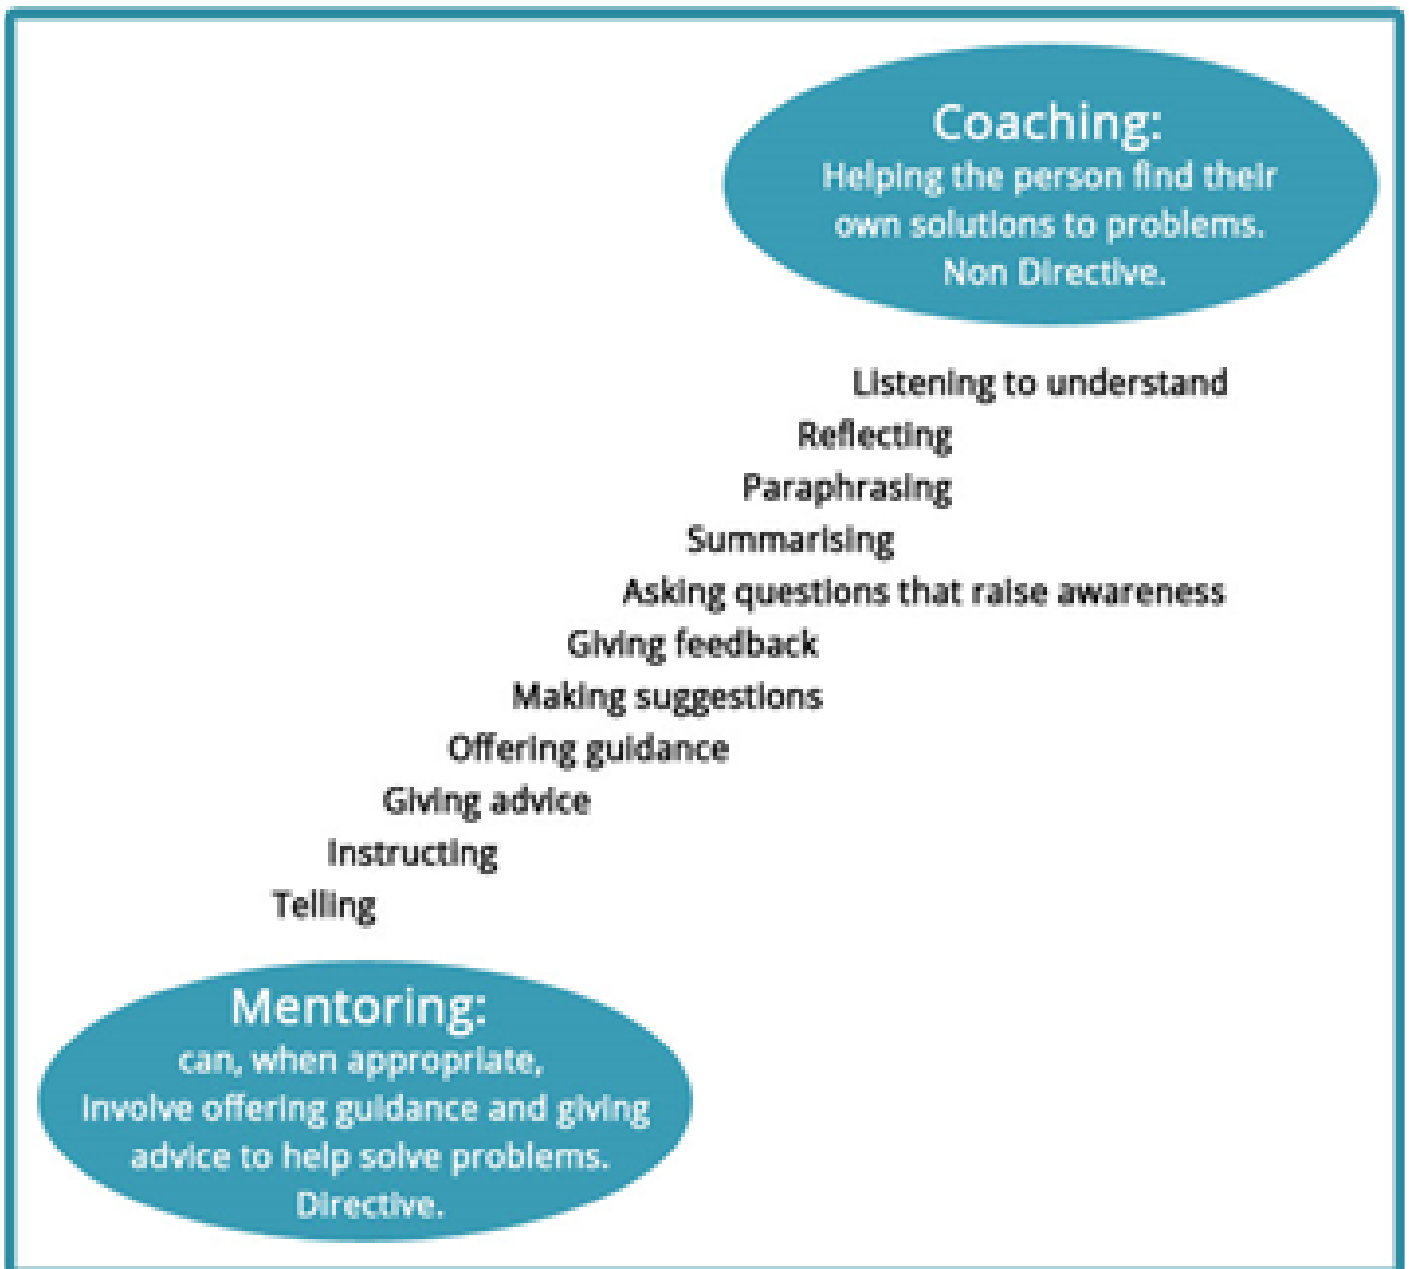 Coaching:
Helping the person find their
own solutions to problems.
Non Directive.
Listening to understand
Reflecting
Paraphrasing
Summarising
Asking questions that raise awareness
Giving feedback
Making suggestions
Offering guidance
Giving advice
Instructing
Telling
Mentoring:
can, when appropriate,
involve offering guidance and giving
advice to help solve problems.
Directive.